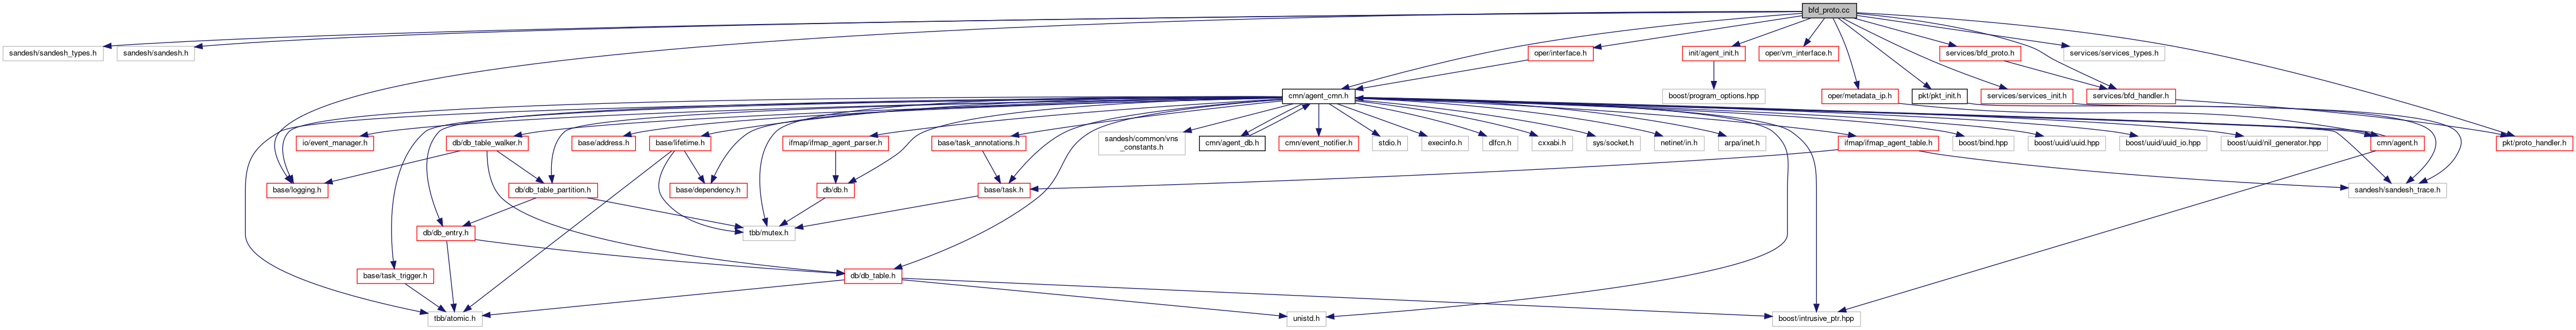 bfd_proto.cc
sandesh/sandesh_types.h
sandesh/sandesh.h
oper/interface.h
init/agent_init.h
oper/vm_interface.h
services/bfd_proto.h
services/services_types.h
cmn/agent_cmn.h
boost/program_options.hpp
oper/metadata_ip.h
pkt/pkt_init.h
services/services_init.h
services/bfd_handler.h
io/event_manager.h
db/db_table_walker.h
base/address.h
base/lifetime.h
ifmap/ifmap_agent_parser.h
base/task_annotations.h
sandesh/common/vns
_constants.h
cmn/agent_db.h
cmn/event_notifier.h
stdio.h
execinfo.h
dlfcn.h
cxxabi.h
sys/socket.h
netinet/in.h
arpa/inet.h
ifmap/ifmap_agent_table.h
boost/bind.hpp
boost/uuid/uuid.hpp
boost/uuid/uuid_io.hpp
boost/uuid/nil_generator.hpp
cmn/agent.h
pkt/proto_handler.h
base/logging.h
db/db_table_partition.h
base/dependency.h
db/db.h
base/task.h
sandesh/sandesh_trace.h
db/db_entry.h
tbb/mutex.h
base/task_trigger.h
db/db_table.h
tbb/atomic.h
unistd.h
boost/intrusive_ptr.hpp